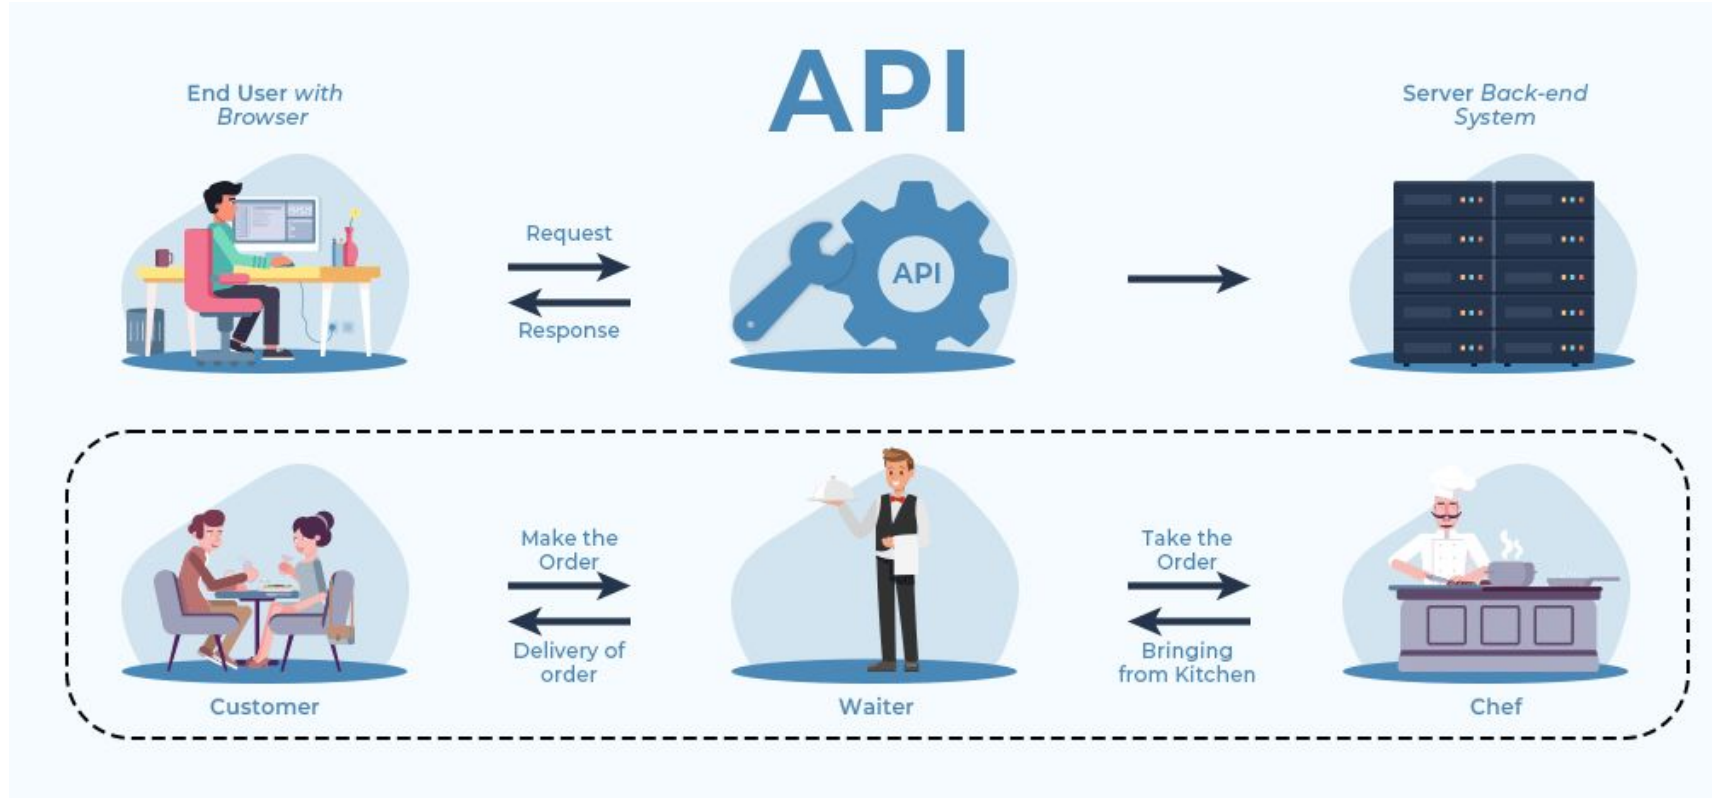 API
End User with
Browser
Server Back-end
System
Request
Response
API
Make the
Order
Delivery of
order
Take the
Order
Bringing
from Kitchen
Customer
Waiter
Chef